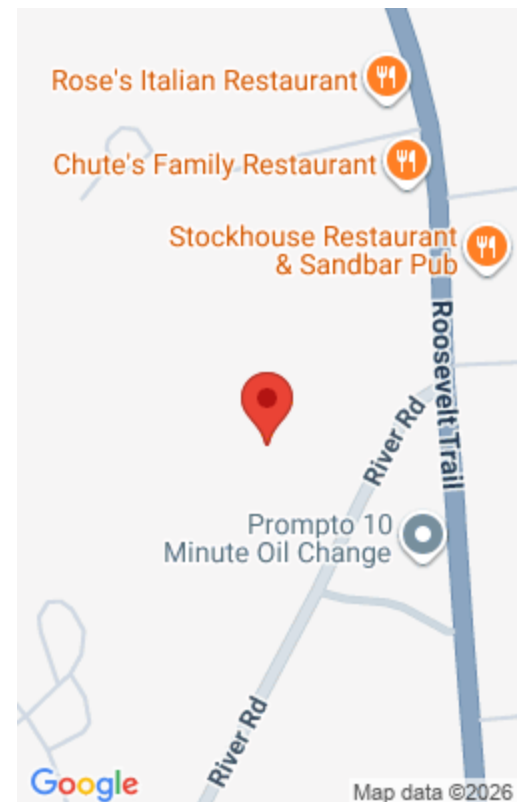 Rose's Italian Restaurant
Chute's Family Restaurant
Stockhouse Restaurant
& Sandbar Pub
Roosevelt Trail
River Rd
Prompto 10
Minute Oil Change
River Rd
Google
Map data ©2026